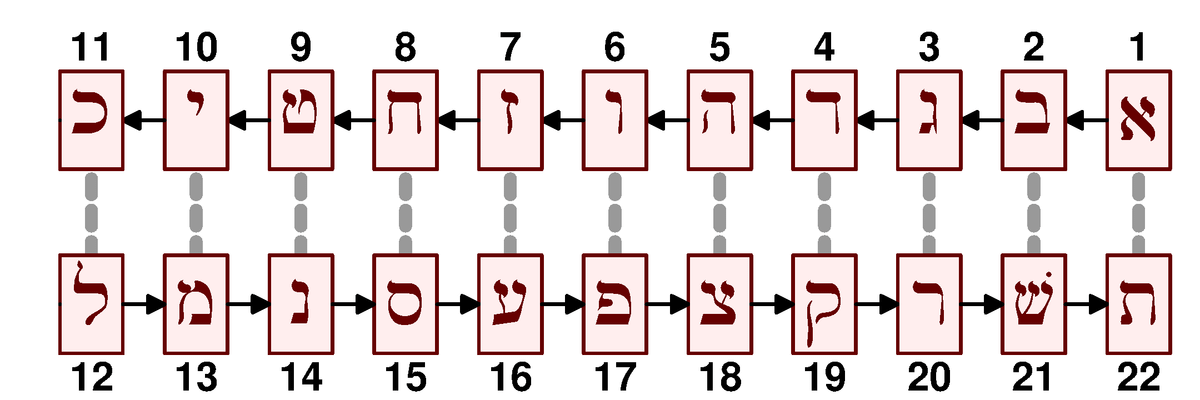 11 10 9 8 7 6 5 4 3 2 1
א ב ג ד ה ו ז ח ט י כ
ת שׁ ר ק צ פ ע ס נ מ ל
12 13 14 15 16 17 18 19 20 21 22